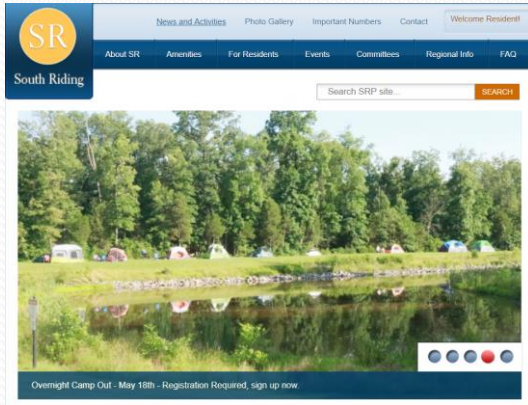 SR
South Riding
News and Activities Photo Gallery Important Numbers Contact Welcome Resident!
About SR Amenities For Residents Events Committees Regional Info FAQ
Search SRP site... SEARCH
Overnight Camp Out - May 18th - Registration Required, sign up now.